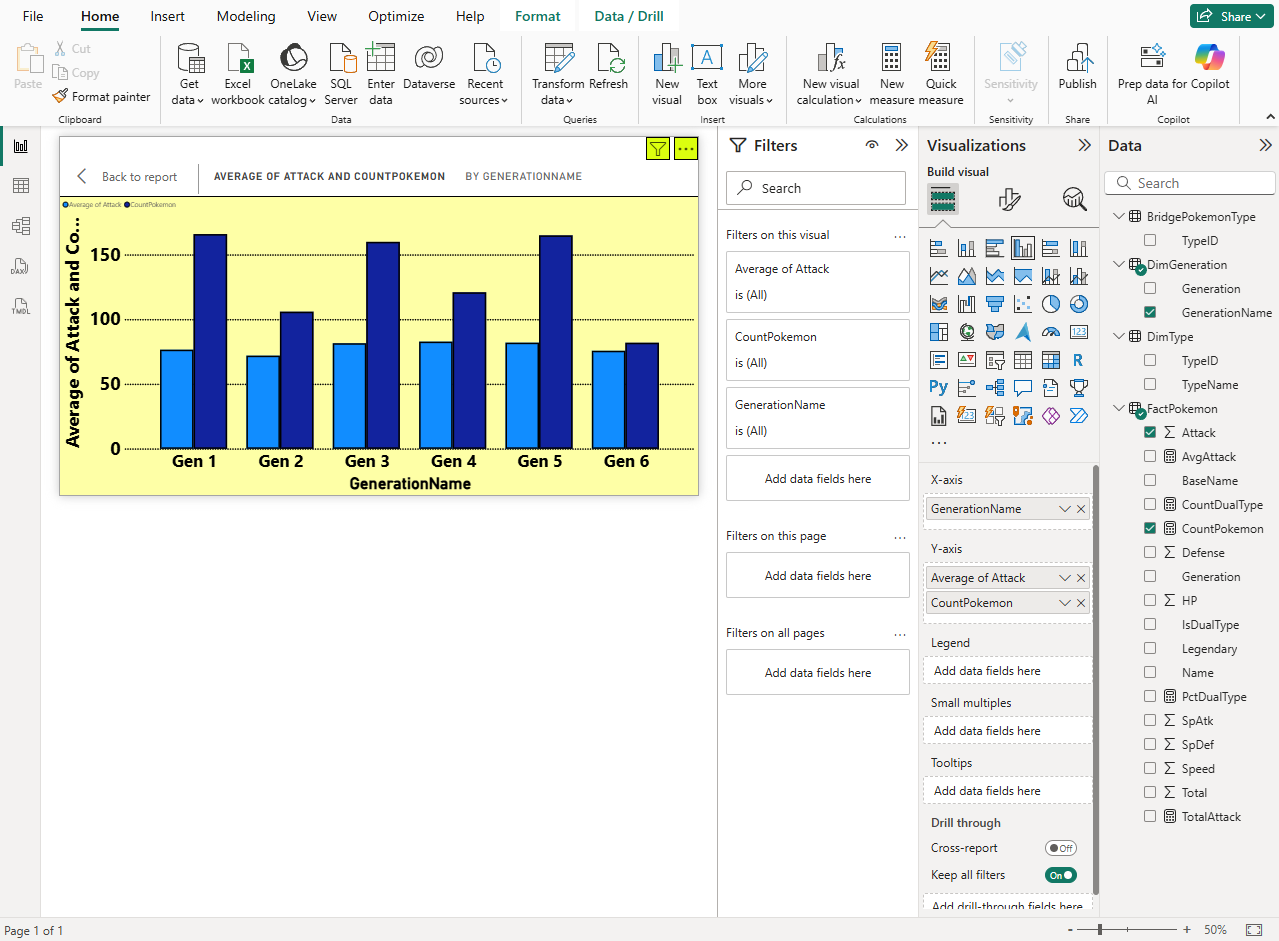 File Home Insert Modeling View Optimize Help Format Data / Drill Share
Paste
Cut
Copy
Format painter
Clipboard
Get data
Excel workbook
OneLake catalog
SQL Server
Enter data
Dataverse
Recent sources
Data
Transform data
Refresh
Queries
New visual
Text box
More visuals
Insert
New visual calculation
New measure
Quick measure
Calculations
Sensitivity
Sensitivity
Publish
Share
Prep data for AI
Copilot
Copilot
Back to report
AVERAGE OF ATTACK AND COUNTPOKEMON BY GENERATIONNAME
Average of Attack CountPokemon
Average of Attack and Co...
150
100
50
0
Gen 1 Gen 2 Gen 3 Gen 4 Gen 5 Gen 6
GenerationName
Filters
Search
Filters on this visual ...
Average of Attack
is (All)
CountPokemon
is (All)
GenerationName
is (All)
Add data fields here
Filters on this page ...
Add data fields here
Filters on all pages ...
Add data fields here
Visualizations
Build visual
123
R
Py
123
...
X-axis
GenerationName
Y-axis
Average of Attack
CountPokemon
Legend
Add data fields here
Small multiples
Add data fields here
Tooltips
Add data fields here
Drill through
Cross-report Off
Keep all filters On
Add drill-through fields here
Data
Search
BridgePokemonType
TypeID
DimGeneration
Generation
GenerationName
DimType
TypeID
TypeName
FactPokemon
Attack
AvgAttack
BaseName
CountDualType
CountPokemon
Defense
Generation
HP
IsDualType
Legendary
Name
PctDualType
SpAtk
SpDef
Speed
Total
TotalAttack
DAX
TMDL
Page 1 of 1
- + 50%